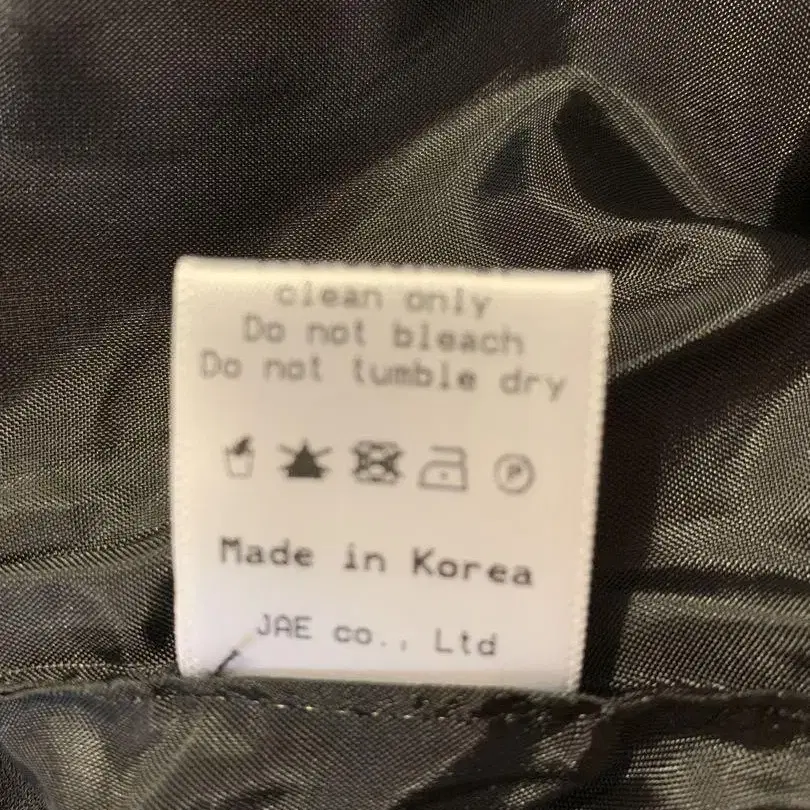 clean only
Do not bleach
Do not tumble dry
P
Made in Korea
JAE co., Ltd